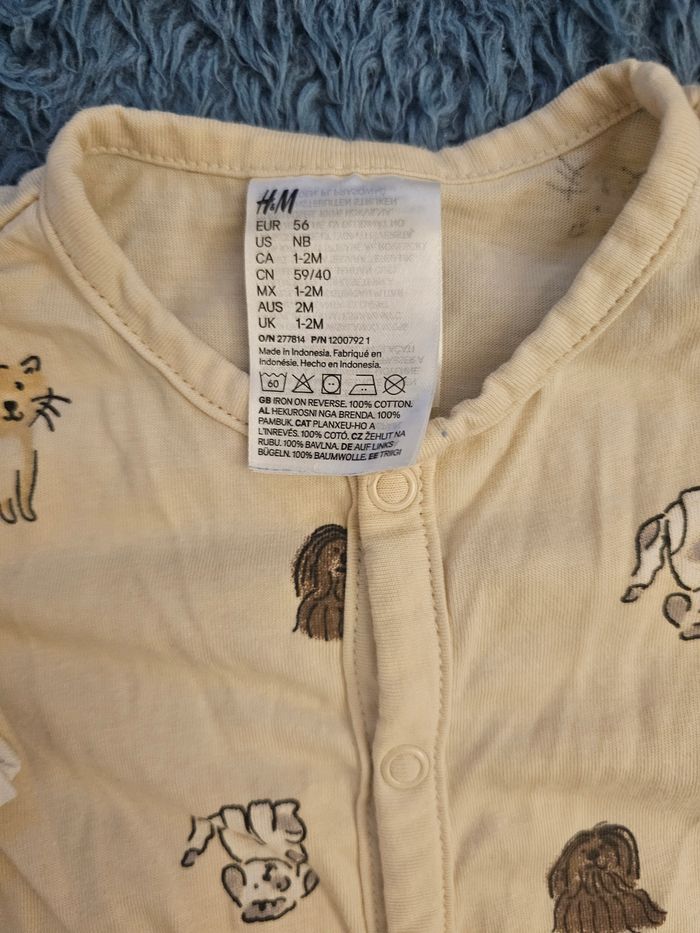 H&M
EUR 56
US NB
CA 1-2M
CN 59/40
MX 1-2M
AUS 2M
UK 1-2M
O/N 277814 P/N 1200792 1
Made in Indonesia. Fabriqué en
Indonésie. Hecho en Indonesia.
60
GB IRON ON REVERSE. 100% COTTON.
AL HEKUROSNI NGA BRENDA. 100%
PAMBUK. CAT PLANXEU-HO A
L'INREVÉS. 100% COTÓ. CZ ŽEHLIT NA
RUBU. 100% BAVLNA. DE AUF LINKS
BÜGELN. 100% BAUMWOLLE. EE TRIIGI